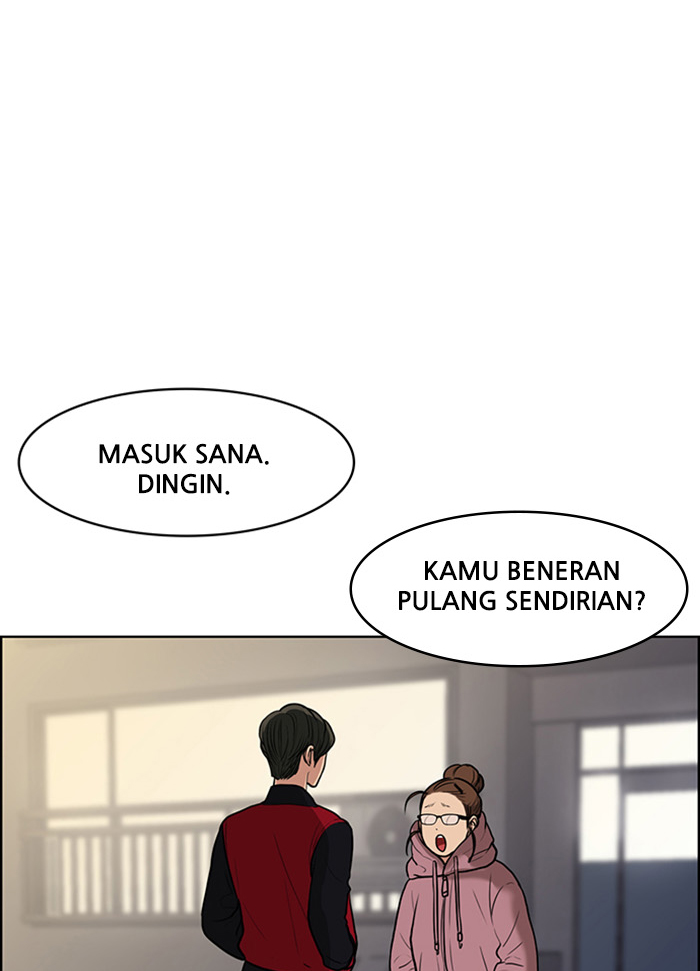 MASUK SANA.
DINGIN.
KAMU BENERAN
PULANG SENDIRIAN?